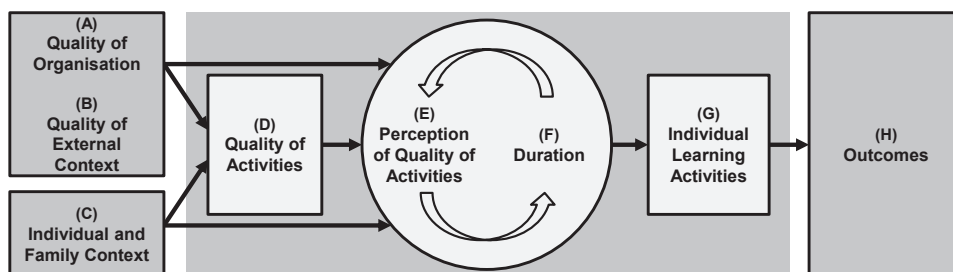 (A)
Quality of
Organisation
(B)
Quality of
External
Context
(C)
Individual and
Family Context
(D)
Quality of
Activities
(E)
Perception
of Quality of
Activities
(F)
Duration
(G)
Individual
Learning
Activities
(H)
Outcomes